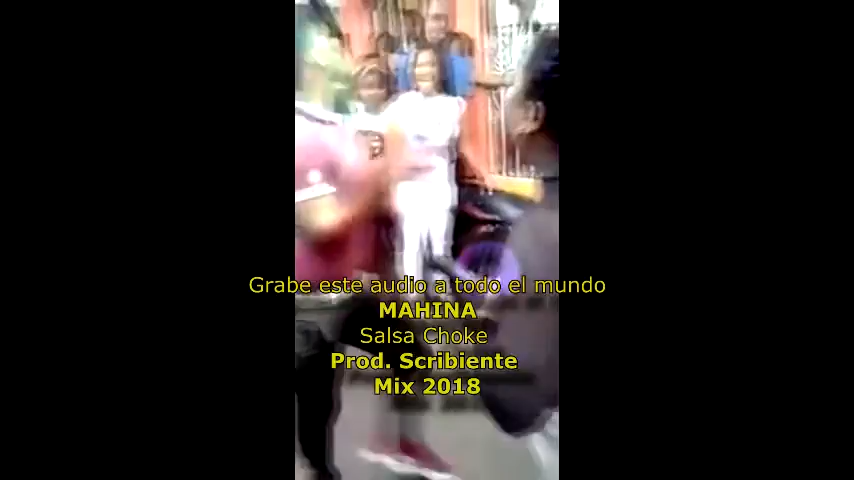 Grabe este audio a todo el mundo
MAHINA
Salsa Choke
Prod. Scribiente
Mix 2018